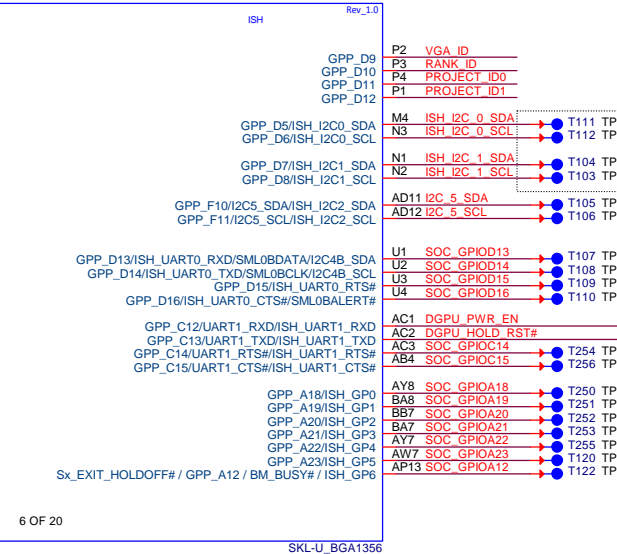 ISH
Rev_1.0
GPP_D9 P2 VGA_ID
GPP_D10 P3 RANK_ID
GPP_D11 P4 PROJECT_ID0
GPP_D12 P1 PROJECT_ID1
GPP_D5/ISH_I2C0_SDA M4 ISH_I2C_0_SDA T111 TP
GPP_D6/ISH_I2C0_SCL N3 ISH_I2C_0_SCL T112 TP
GPP_D7/ISH_I2C1_SDA N1 ISH_I2C_1_SDA T104 TP
GPP_D8/ISH_I2C1_SCL N2 ISH_I2C_1_SCL T103 TP
GPP_F10/I2C5_SDA/ISH_I2C2_SDA AD11 I2C_5_SDA T105 TP
GPP_F11/I2C5_SCL/ISH_I2C2_SCL AD12 I2C_5_SCL T106 TP
GPP_D13/ISH_UART0_RXD/SML0BDATA/I2C4B_SDA U1 SOC_GPIOD13 T107 TP
GPP_D14/ISH_UART0_TXD/SML0BCLK/I2C4B_SCL U2 SOC_GPIOD14 T108 TP
GPP_D15/ISH_UART0_RTS# U3 SOC_GPIOD15 T109 TP
GPP_D16/ISH_UART0_CTS#/SML0BALERT# U4 SOC_GPIOD16 T110 TP
GPP_C12/UART1_RXD/ISH_UART1_RXD AC1 DGPU_PWR_EN
GPP_C13/UART1_TXD/ISH_UART1_TXD AC2 DGPU_HOLD_RST#
GPP_C14/UART1_RTS#/ISH_UART1_RTS# AC3 SOC_GPIOC14 T254 TP
GPP_C15/UART1_CTS#/ISH_UART1_CTS# AB4 SOC_GPIOC15 T256 TP
GPP_A18/ISH_GP0 AY8 SOC_GPIOA18 T250 TP
GPP_A19/ISH_GP1 BA8 SOC_GPIOA19 T251 TP
GPP_A20/ISH_GP2 BB7 SOC_GPIOA20 T252 TP
GPP_A21/ISH_GP3 BA7 SOC_GPIOA21 T253 TP
GPP_A22/ISH_GP4 AY7 SOC_GPIOA22 T255 TP
GPP_A23/ISH_GP5 AW7 SOC_GPIOA23 T120 TP
Sx_EXIT_HOLDOFF# / GPP_A12 / BM_BUSY# / ISH_GP6 AP13 SOC_GPIOA12 T122 TP
6 OF 20
SKL-U_BGA1356